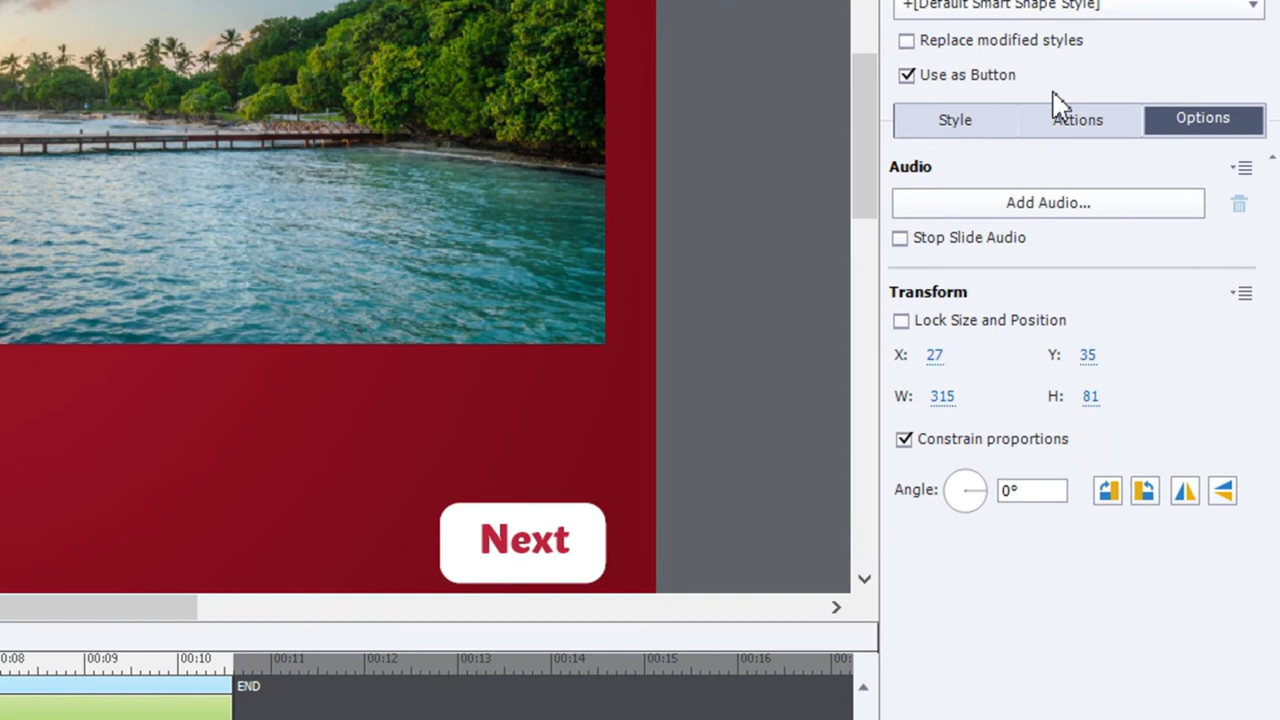 +[Default Smart Shape Style]
Replace modified styles
Use as Button
Style Actions Options
Audio
Add Audio...
Stop Slide Audio
Transform
Lock Size and Position
X: 27 Y: 35
W: 315 H: 81
Constrain proportions
Angle: 0°
Next
00:09 00:10 00:11 00:12 00:13 00:14 00:15 00:16
END